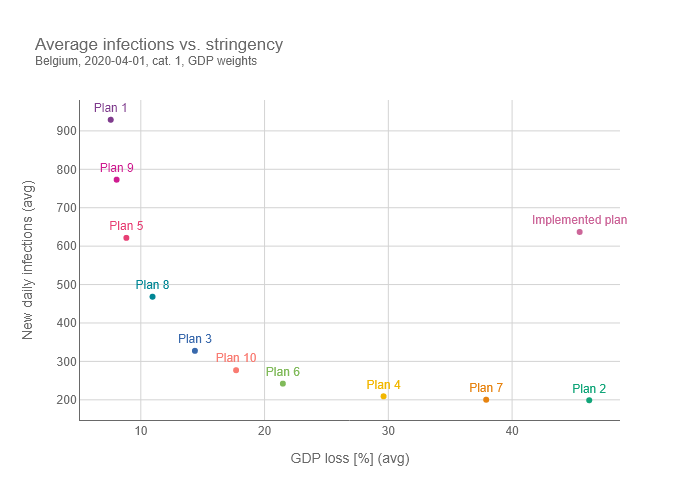 Average infections vs. stringency
Belgium, 2020-04-01, cat. 1, GDP weights
Plan 1
900
Plan 9
800
700
Plan 5
Implemented plan
600
Plan 8
500
400
Plan 3
Plan 10
300
Plan 6
Plan 4
Plan 7
Plan 2
200
New daily infections (avg)
10
20
30
40
GDP loss [%] (avg)